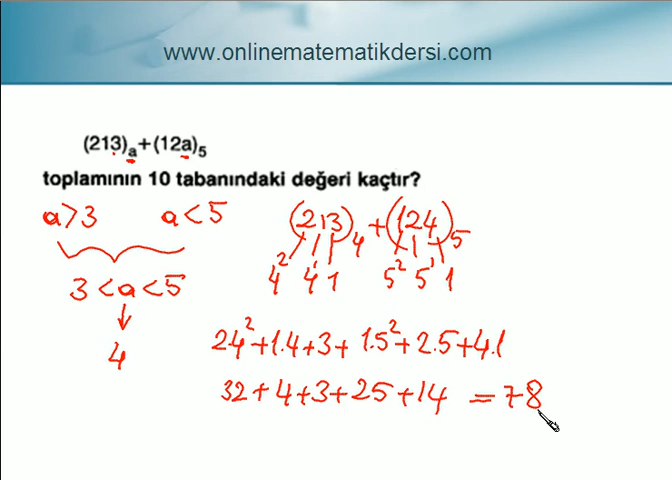 www.onlinematematikdersi.com
(213)ₐ+(12a)₅
toplamının 10 tabanındaki değeri kaçtır?
a>3 a<5 (213)₄+(124)₅
4² 4¹ 1 5² 5¹ 1
3<a<5
↓
4
24²+1.4+3+1.5²+2.5+4.1
32+4+3+25+14=78